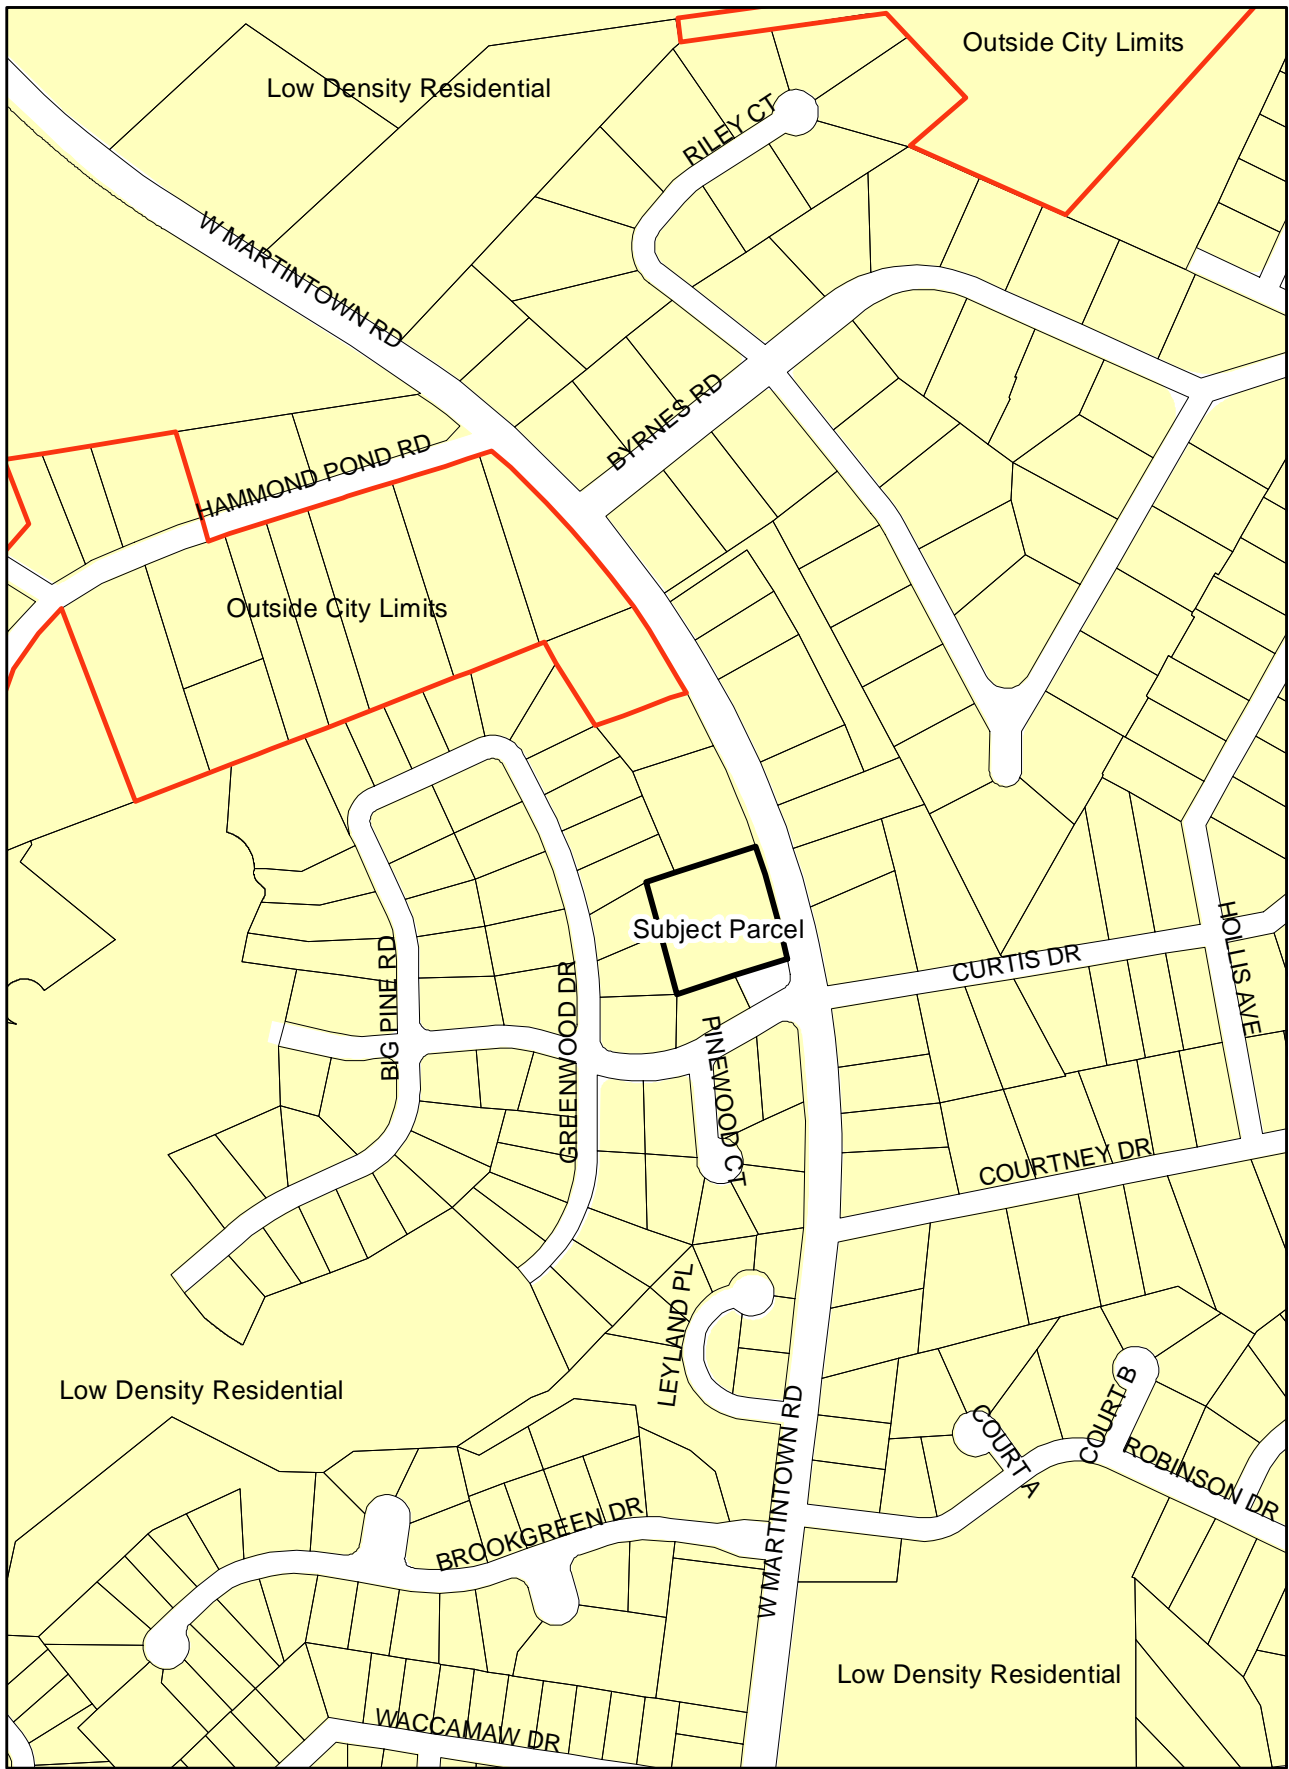 Outside City Limits
Low Density Residential
RILEY CT
W MARTINTOWN RD
BYRNES RD
HAMMOND POND RD
Outside City Limits
Subject Parcel
HOLLIS AVE
CURTIS DR
BIG PINE RD
GREENWOOD DR
PINEWOOD CT
COURTNEY DR
LEYLAND PL
Low Density Residential
COURT B
W MARTINTOWN RD
COURT A
ROBINSON DR
BROOKGREEN DR
Low Density Residential
WACCAMAW DR